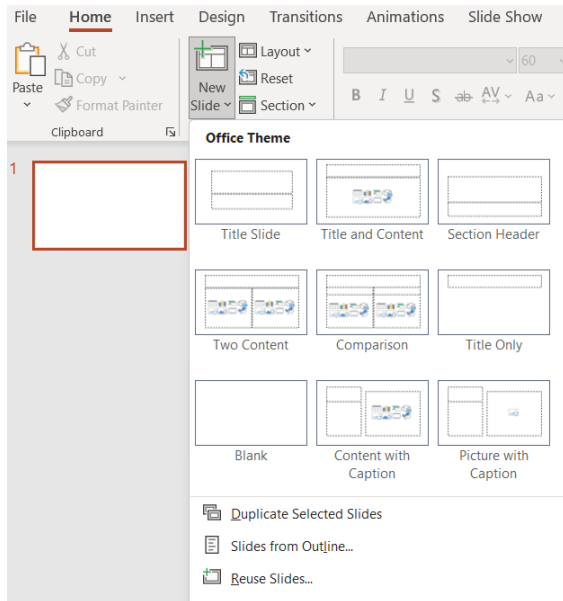 File Home Insert Design Transitions Animations Slide Show
Cut
Copy
Format Painter
Paste
Clipboard
New
Slide
Layout
Reset
Section
60
B I U S ab AV Aa
1
Office Theme
Title Slide
Title and Content
Section Header
Two Content
Comparison
Title Only
Blank
Content with
Caption
Picture with
Caption
Duplicate Selected Slides
Slides from Outline...
Reuse Slides...